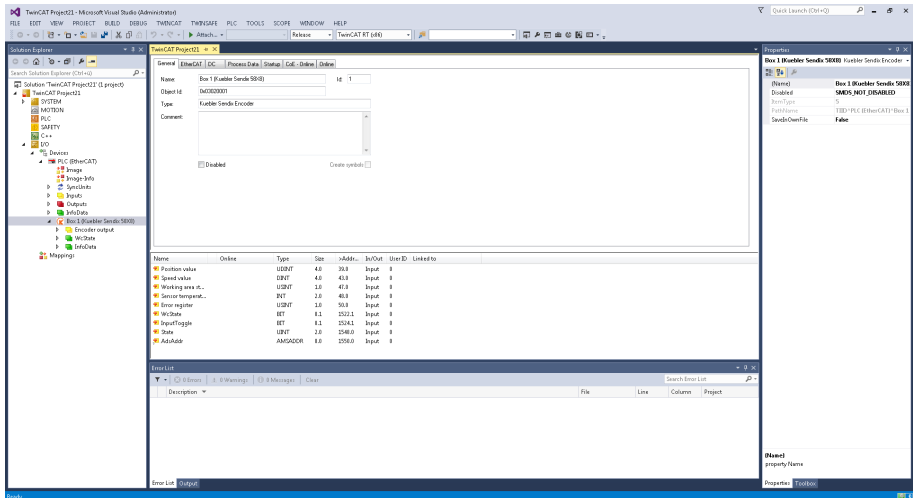 TwinCAT Project21 - Microsoft Visual Studio (Administrator)
Quick Launch (Ctrl+Q)
FILE EDIT VIEW PROJECT BUILD DEBUG TWINCAT TWINSAFE PLC TOOLS SCOPE WINDOW HELP
Attach...
Release
TwinCAT RT (x86)
Solution Explorer
Search Solution Explorer (Ctrl+ü)
Solution 'TwinCAT Project21' (1 project)
TwinCAT Project21
SYSTEM
MOTION
PLC
SAFETY
C++
I/O
Devices
PLC (EtherCAT)
Image
Image-Info
SyncUnits
Inputs
Outputs
InfoData
Box 1 (Kuebler Sendix 58X8)
Encoder output
WcState
InfoData
Mappings
TwinCAT Project21
General EtherCAT DC Process Data Startup CoE - Online Online
Name: Box 1 (Kuebler Sendix 58X8) Id: 1
Object Id: 0x03020001
Type: Kuebler Sendix Encoder
Comment:
Disabled Create symbols
Name Online Type Size >Addr... In/Out User ID Linked to
Position value UDINT 4.0 39.0 Input 0
Speed value DINT 4.0 43.0 Input 0
Working area st... USINT 1.0 47.0 Input 0
Sensor temperat... INT 2.0 48.0 Input 0
Error register USINT 1.0 50.0 Input 0
WcState BIT 0.1 1522.1 Input 0
InputToggle BIT 0.1 1524.1 Input 0
State UINT 2.0 1548.0 Input 0
AdsAddr AMSADDR 8.0 1550.0 Input 0
Error List
0 Errors 0 Warnings 0 Messages Clear
Search Error List
Description File Line Column Project
Error List Output
Properties
Box 1 (Kuebler Sendix 58X8) Kuebler Sendix Encoder
(Name) Box 1 (Kuebler Sendix 58X8
Disabled SMDS_NOT_DISABLED
ItemType 5
PathName TIID^PLC (EtherCAT)^Box 1
SaveInOwnFile False
(Name)
property Name
Properties Toolbox
Ready